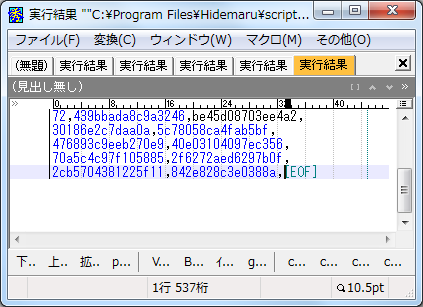 実行結果 ""C:¥Program Files¥Hidemaru¥script...
ファイル(F) 変換(C) ウィンドウ(W) マクロ(M) その他(O)
(無題) 実行結果 実行結果 実行結果 実行結果 実行結果
(見出し無し)
0 8 16 24 32 40
72,439bbada8c9a3246,be45d08703ee4a2,
30186e2c7daa0a,5c78058ca4fab5bf,
476893c9eeb270e9,40e03104097ec356,
70a5c4c97f105885,2f6272aed6297b0f,
2cb5704381225f11,842e828c3e0388a,[EOF]
下.. 上.. 拡.. p... V... B... イ.. g... c... c... c... c...
1行 537桁 10.5pt